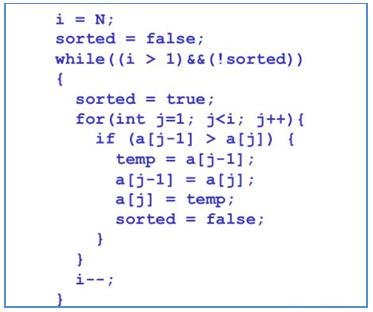 i = N;
sorted = false;
while((i > 1)&&(!sorted))
{
sorted = true;
for(int j=1; j<i; j++){
if (a[j-1] > a[j]) {
temp = a[j-1];
a[j-1] = a[j];
a[j] = temp;
sorted = false;
}
}
i--;
}